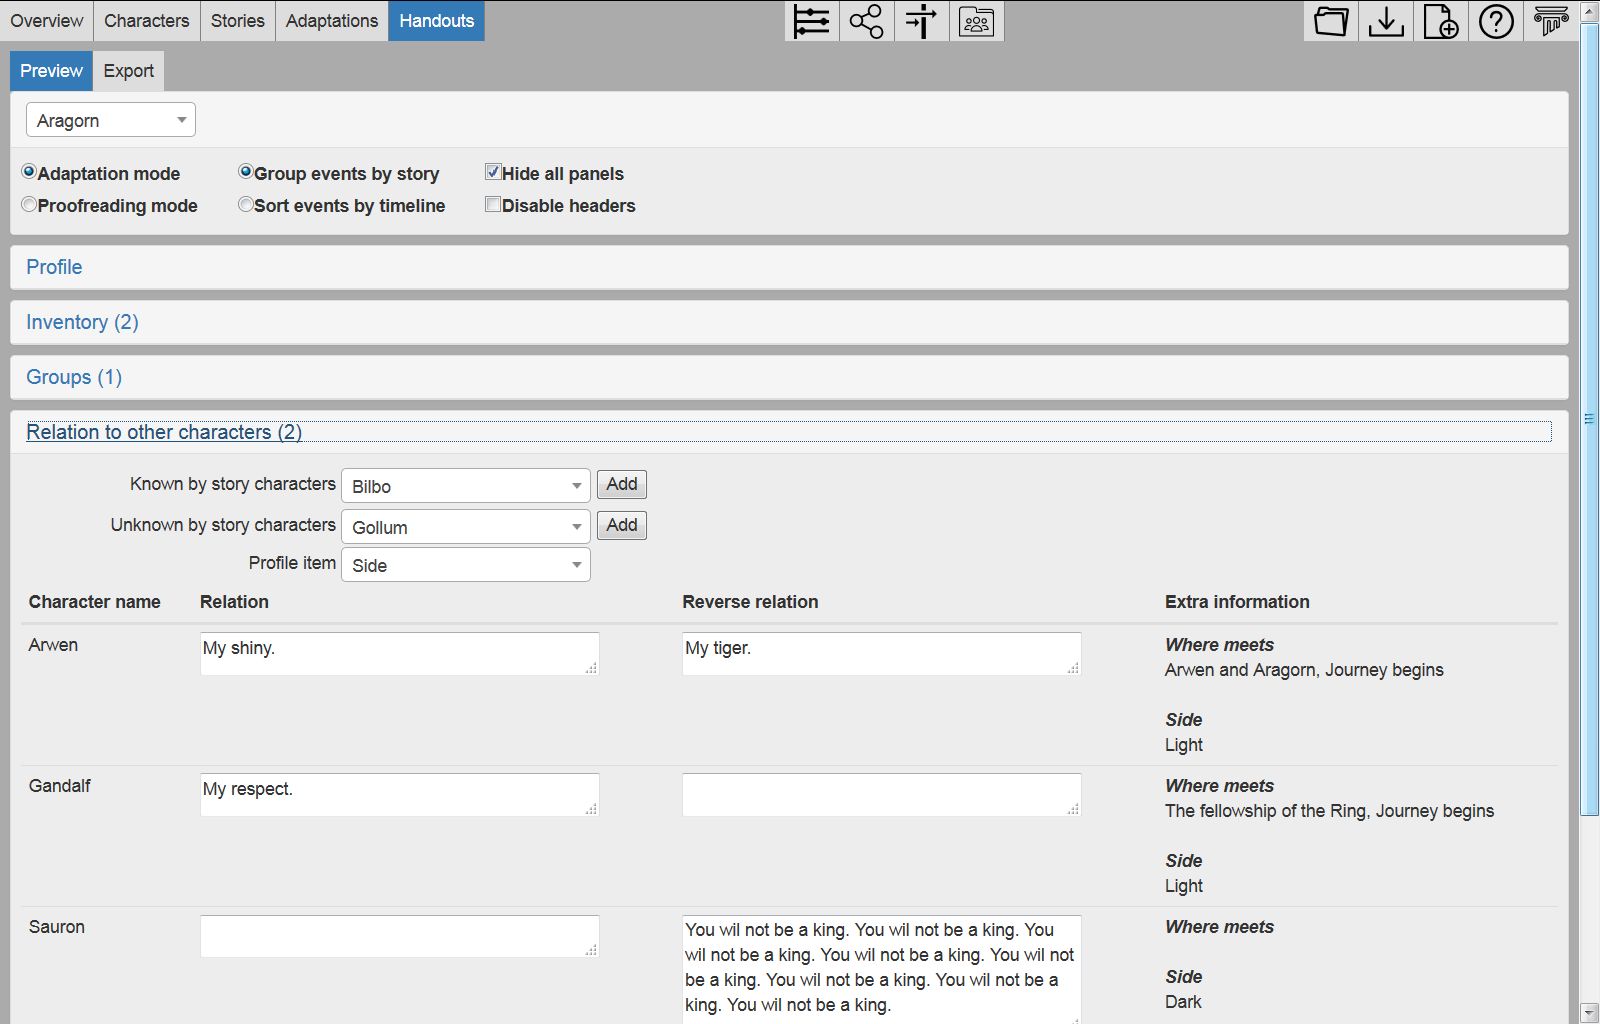 Overview Characters Stories Adaptations Handouts
Preview Export
Aragorn
Adaptation mode Group events by story Hide all panels
Proofreading mode Sort events by timeline Disable headers
Profile
Inventory (2)
Groups (1)
Relation to other characters (2)
Known by story characters Bilbo Add
Unknown by story characters Gollum Add
Profile item Side
Character name Relation Reverse relation Extra information
Arwen My shiny. My tiger. Where meets
Arwen and Aragorn, Journey begins
Side
Light
Gandalf My respect. Where meets
The fellowship of the Ring, Journey begins
Side
Light
Sauron Where meets
You wil not be a king. You wil not be a king. You
wil not be a king. You wil not be a king. You wil not
be a king. You wil not be a king. You wil not be a
king. You wil not be a king.
Side
Dark